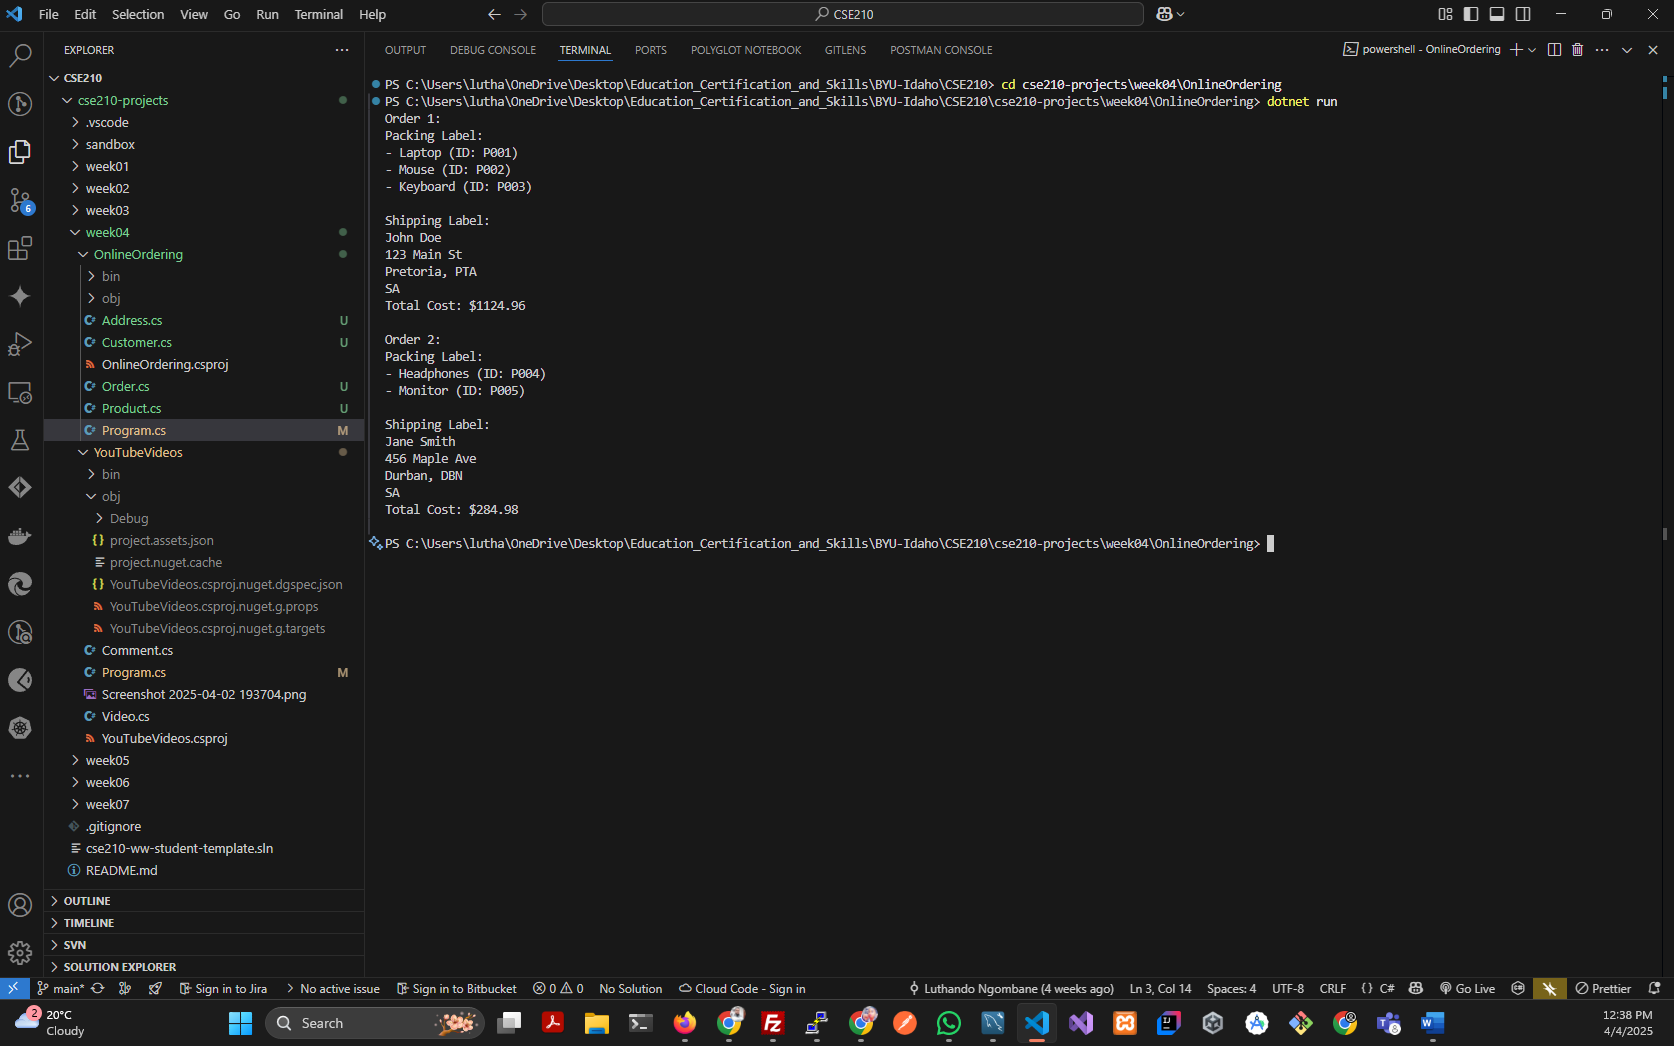 File Edit Selection View Go Run Terminal Help
CSE210
EXPLORER
CSE210
cse210-projects
.vscode
sandbox
week01
week02
week03
week04
OnlineOrdering
bin
obj
Address.cs U
Customer.cs U
OnlineOrdering.csproj
Order.cs U
Product.cs U
Program.cs M
YouTubeVideos
bin
obj
Debug
project.assets.json
project.nuget.cache
YouTubeVideos.csproj.nuget.dgspec.json
YouTubeVideos.csproj.nuget.g.props
YouTubeVideos.csproj.nuget.g.targets
Comment.cs
Program.cs M
Screenshot 2025-04-02 193704.png
Video.cs
YouTubeVideos.csproj
week05
week06
week07
.gitignore
cse210-ww-student-template.sln
README.md
OUTLINE
TIMELINE
SVN
SOLUTION EXPLORER
6
OUTPUT DEBUG CONSOLE TERMINAL PORTS POLYGLOT NOTEBOOK GITLENS POSTMAN CONSOLE
powershell - OnlineOrdering
PS C:\Users\lutha\OneDrive\Desktop\Education_Certification_and_Skills\BYU-Idaho\CSE210> cd cse210-projects\week04\OnlineOrdering
PS C:\Users\lutha\OneDrive\Desktop\Education_Certification_and_Skills\BYU-Idaho\CSE210\cse210-projects\week04\OnlineOrdering> dotnet run
Order 1:
Packing Label:
- Laptop (ID: P001)
- Mouse (ID: P002)
- Keyboard (ID: P003)
Shipping Label:
John Doe
123 Main St
Pretoria, PTA
SA
Total Cost: $1124.96
Order 2:
Packing Label:
- Headphones (ID: P004)
- Monitor (ID: P005)
Shipping Label:
Jane Smith
456 Maple Ave
Durban, DBN
SA
Total Cost: $284.98
PS C:\Users\lutha\OneDrive\Desktop\Education_Certification_and_Skills\BYU-Idaho\CSE210\cse210-projects\week04\OnlineOrdering>
main* Sign in to Jira No active issue Sign in to Bitbucket 0 0 No Solution Cloud Code - Sign in Luthando Ngombane (4 weeks ago) Ln 3, Col 14 Spaces: 4 UTF-8 CRLF {} C# Go Live Prettier
2 20°C
Cloudy
Search
12:38 PM
4/4/2025